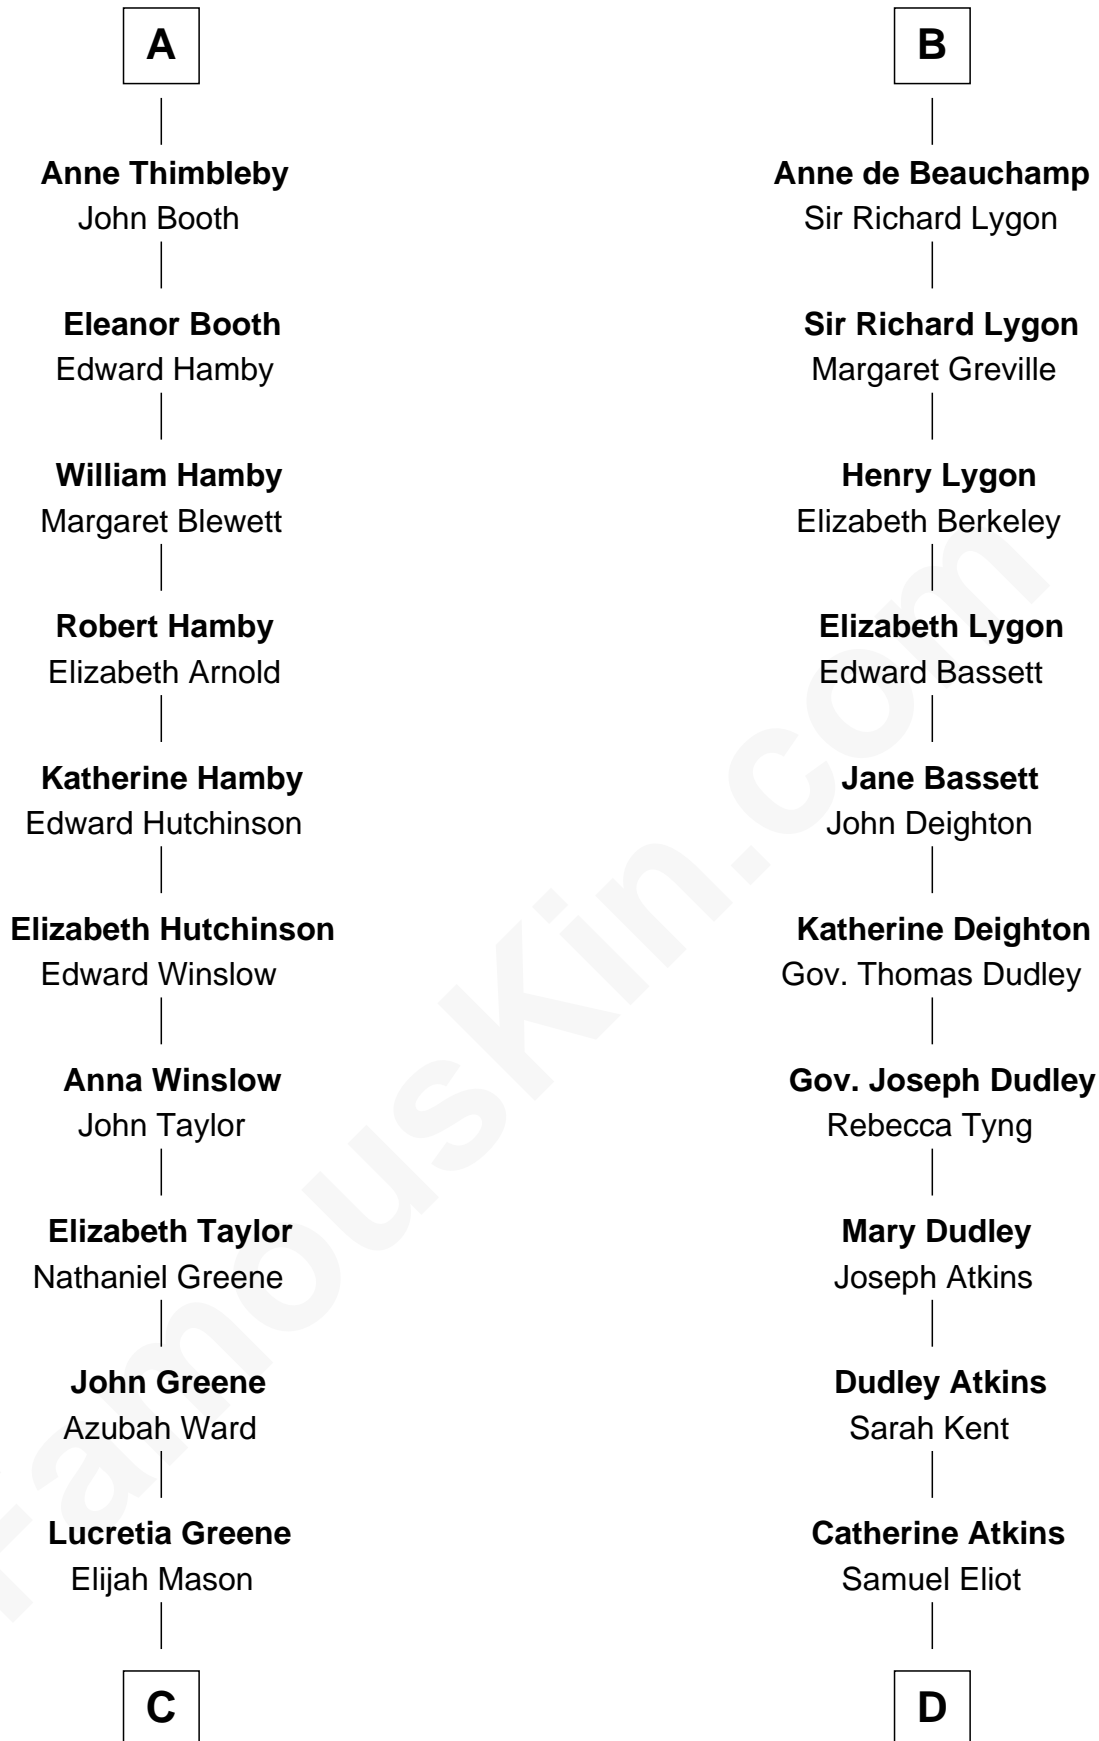 A
Anne Thimbleby
John Booth
Eleanor Booth
Edward Hamby
William Hamby
Margaret Blewett
Robert Hamby
Elizabeth Arnold
Katherine Hamby
Edward Hutchinson
Elizabeth Hutchinson
Edward Winslow
Anna Winslow
John Taylor
Elizabeth Taylor
Nathaniel Greene
John Greene
Azubah Ward
Lucretia Greene
Elijah Mason
C
B
Anne de Beauchamp
Sir Richard Lygon
Sir Richard Lygon
Margaret Greville
Henry Lygon
Elizabeth Berkeley
Elizabeth Lygon
Edward Bassett
Jane Bassett
John Deighton
Katherine Deighton
Gov. Thomas Dudley
Gov. Joseph Dudley
Rebecca Tyng
Mary Dudley
Joseph Atkins
Dudley Atkins
Sarah Kent
Catherine Atkins
Samuel Eliot
D
FamousKin.com